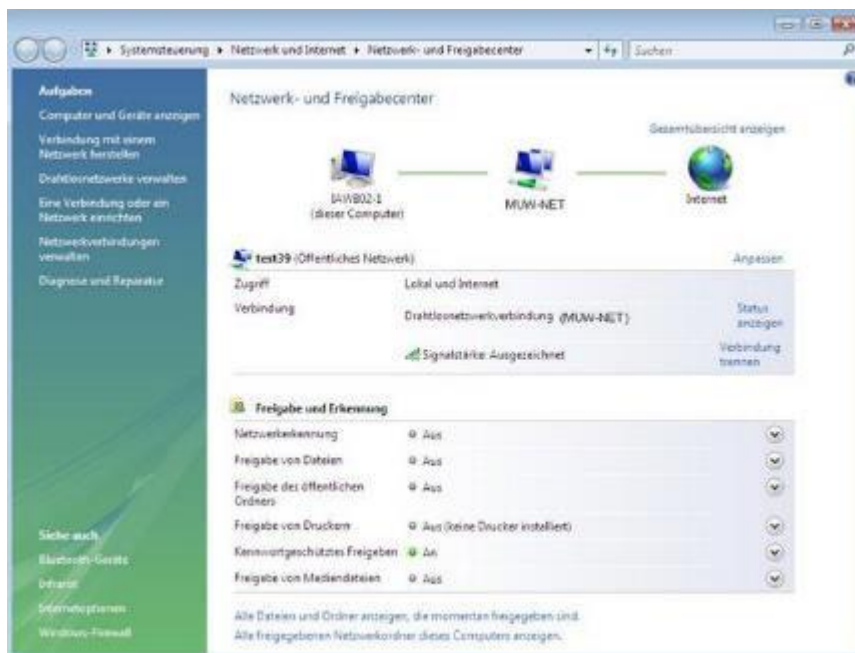 Systemsteuerung ▸ Netzwerk und Internet ▸ Netzwerk- und Freigabecenter
Suchen
Aufgaben
Computer und Geräte anzeigen
Verbindung mit einem
Netzwerk herstellen
Drahtlosnetzwerke verwalten
Eine Verbindung oder ein
Netzwerk einrichten
Netzwerkverbindungen
verwalten
Diagnose und Reparatur
Siehe auch
Bluetooth-Geräte
Infrarot
Internetoptionen
Windows-Firewall
Netzwerk- und Freigabecenter
Gesamtübersicht anzeigen
(dieser Computer)
MUW-NET
Internet
test39 (Öffentliches Netzwerk)
Anpassen
Zugriff
Lokal und Internet
Verbindung
Drahtlosnetzwerkverbindung (MUW-NET)
Status
anzeigen
Signalstärke: Ausgezeichnet
Verbindung
trennen
Freigabe und Erkennung
Netzwerkerkennung
Aus
Freigabe von Dateien
Aus
Freigabe des öffentlichen
Ordners
Aus
Freigabe von Druckern
Aus (keine Drucker installiert)
Kennwortgeschütztes Freigeben
An
Freigabe von Mediendateien
Aus
Alle Dateien und Ordner anzeigen, die momentan freigegeben sind.
Alle freigegebenen Netzwerkordner dieses Computers anzeigen.